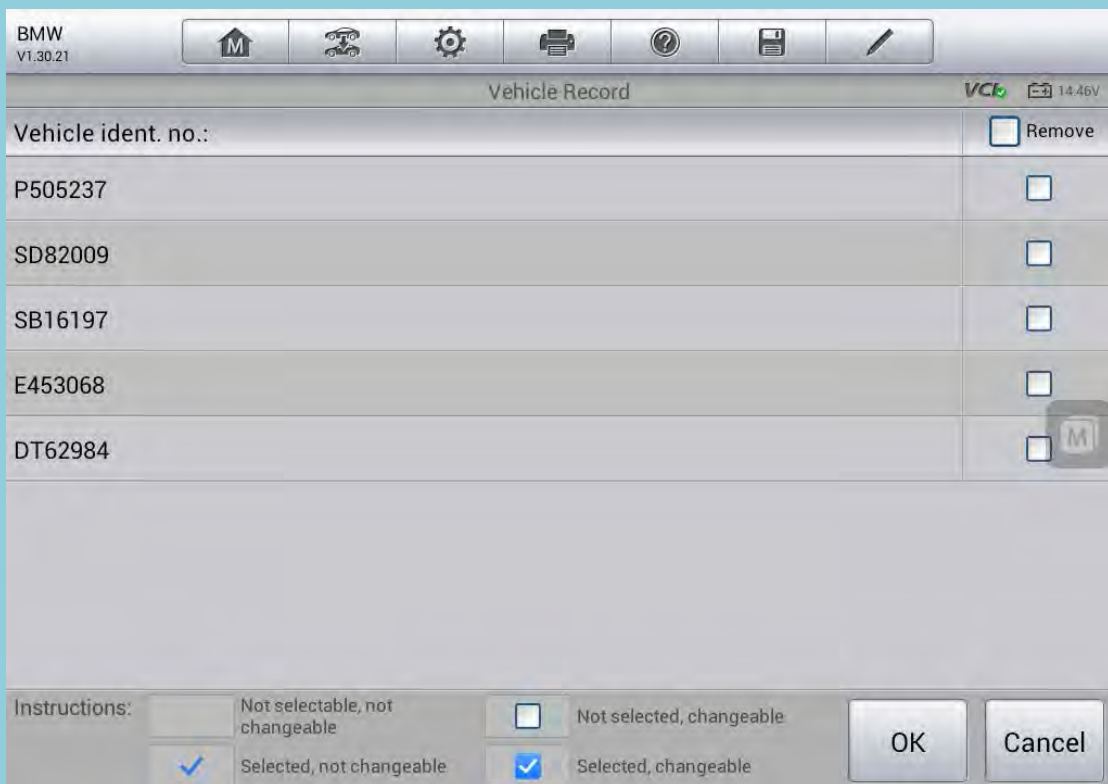 BMW
V1.30.21
M
Vehicle Record
VCI
14.46V
Vehicle ident. no.:
Remove
P505237
SD82009
SB16197
E453068
M
DT62984
Instructions:
Not selectable, not
changeable
Not selected, changeable
Selected, not changeable
Selected, changeable
OK
Cancel